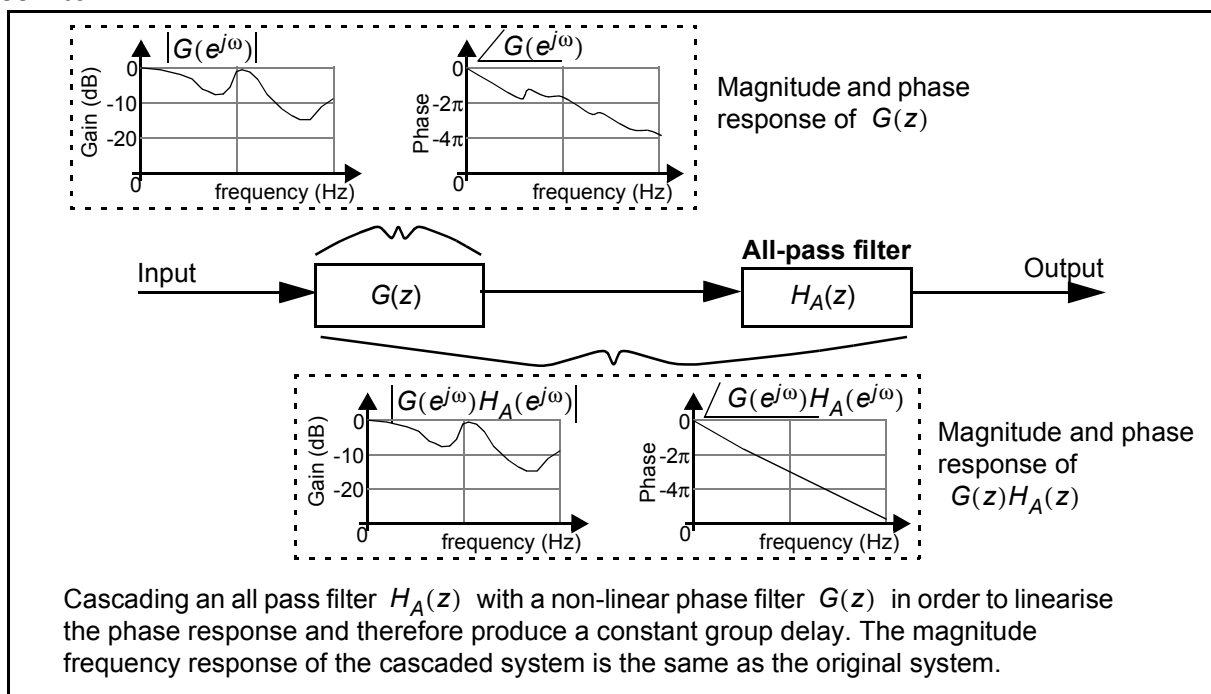 |G(e^jω)|
∠G(e^jω)
Gain (dB)
0
-10
-20
0
frequency (Hz)
Phase
0
-2π
-4π
0
frequency (Hz)
Magnitude and phase
response of G(z)
Input
G(z)
All-pass filter
H_A(z)
Output
|G(e^jω)H_A(e^jω)|
∠G(e^jω)H_A(e^jω)
Gain (dB)
0
-10
-20
0
frequency (Hz)
Phase
0
-2π
-4π
0
frequency (Hz)
Magnitude and phase
response of
G(z)H_A(z)
Cascading an all pass filter H_A(z) with a non-linear phase filter G(z) in order to linearise
the phase response and therefore produce a constant group delay. The magnitude
frequency response of the cascaded system is the same as the original system.